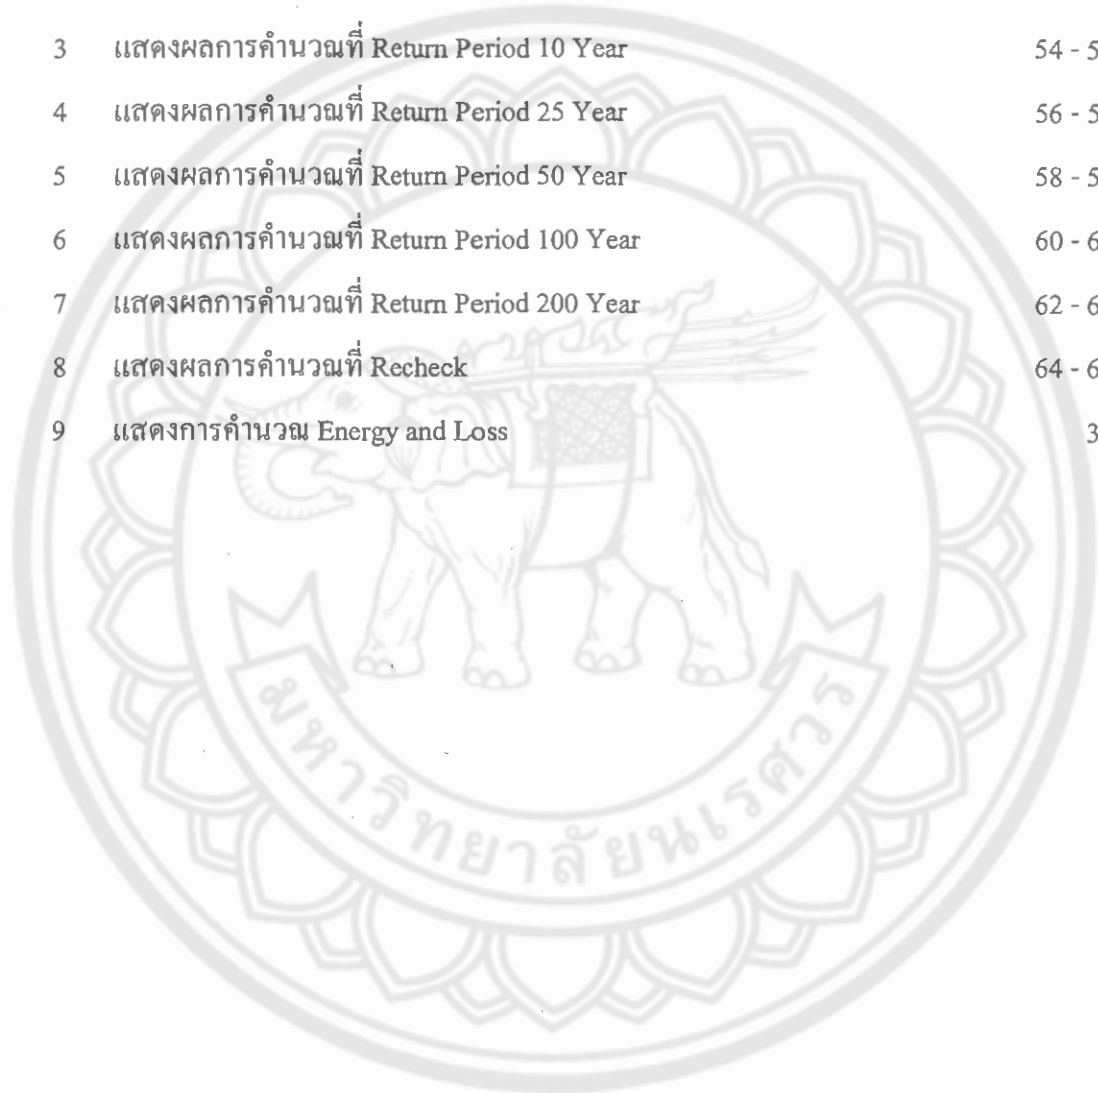 3 แสดงผลการคำนวณที่ Return Period 10 Year 54 - 5
4 แสดงผลการคำนวณที่ Return Period 25 Year 56 - 5
5 แสดงผลการคำนวณที่ Return Period 50 Year 58 - 5
6 แสดงผลการคำนวณที่ Return Period 100 Year 60 - 6
7 แสดงผลการคำนวณที่ Return Period 200 Year 62 - 6
8 แสดงผลการคำนวณที่ Recheck 64 - 6
9 แสดงการคำนวณ Energy and Loss 3
มหาวิทยาลัยนเรศวร